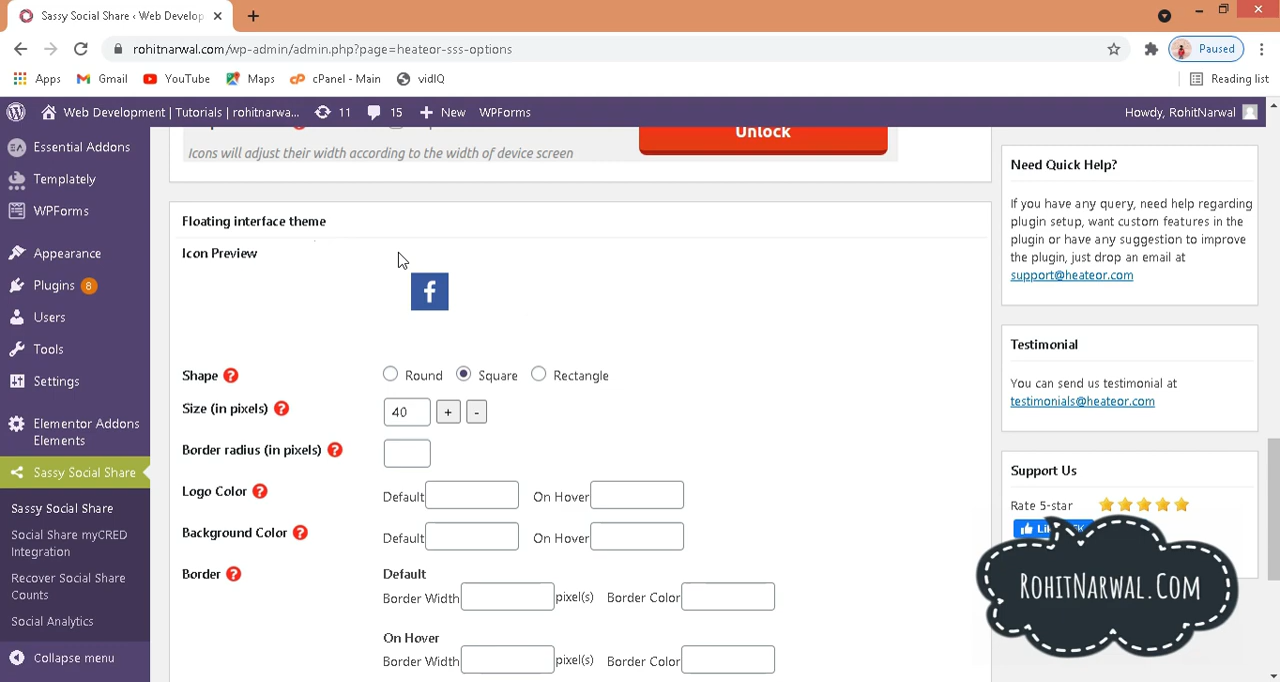 Sassy Social Share ‹ Web Develop
rohitnarwal.com/wp-admin/admin.php?page=heateor-sss-options
Paused
Apps
Gmail
YouTube
Maps
cPanel - Main
vidIQ
Reading list
Web Development | Tutorials | rohitnarwa...
11
15
New
WPForms
Howdy, RohitNarwal
Essential Addons
Templately
WPForms
Appearance
Plugins 8
Users
Tools
Settings
Elementor Addons
Elements
Sassy Social Share
Sassy Social Share
Social Share myCRED
Integration
Recover Social Share
Counts
Social Analytics
Collapse menu
Unlock
Icons will adjust their width according to the width of device screen
Floating interface theme
Icon Preview
Shape ?
Round
Square
Rectangle
Size (in pixels) ?
40
+
-
Border radius (in pixels) ?
Logo Color ?
Default
On Hover
Background Color ?
Default
On Hover
Border ?
Default
Border Width
pixel(s)
Border Color
On Hover
Border Width
pixel(s)
Border Color
Need Quick Help?
If you have any query, need help regarding
plugin setup, want custom features in the
plugin or have any suggestion to improve
the plugin, just drop an email at
support@heateor.com
Testimonial
You can send us testimonial at
testimonials@heateor.com
Support Us
Rate 5-star
RohitNarwal.Com